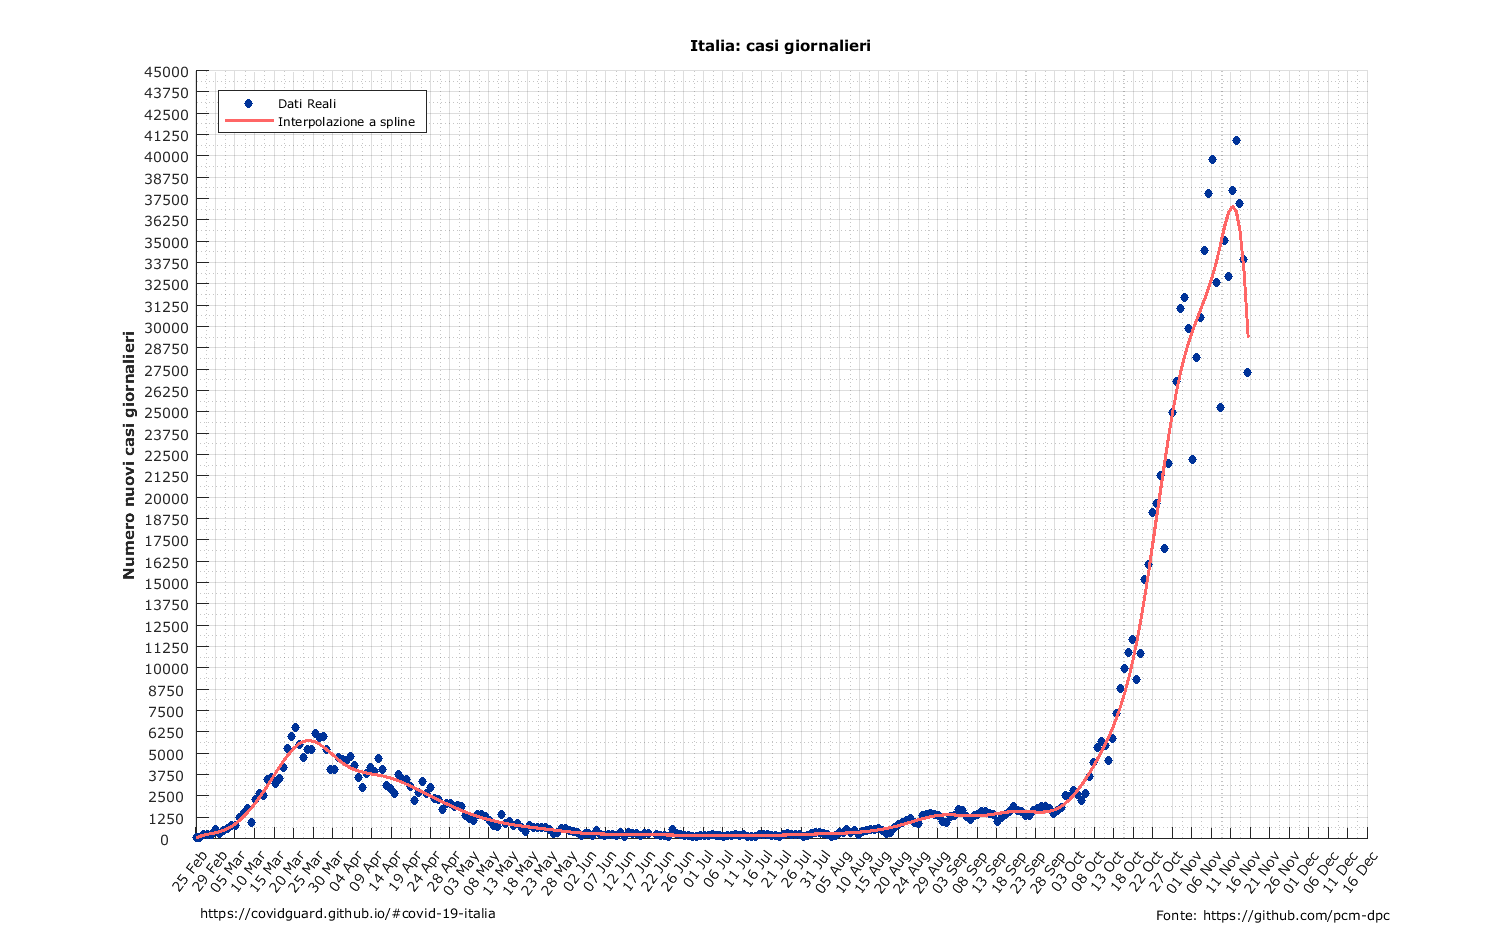 Italia: casi giornalieri
Dati Reali
Interpolazione a spline
Numero nuovi casi giornalieri
45000
43750
42500
41250
40000
38750
37500
36250
35000
33750
32500
31250
30000
28750
27500
26250
25000
23750
22500
21250
20000
18750
17500
16250
15000
13750
12500
11250
10000
8750
7500
6250
5000
3750
2500
1250
0
25 Feb
29 Feb
05 Mar
10 Mar
15 Mar
20 Mar
25 Mar
30 Mar
04 Apr
09 Apr
14 Apr
19 Apr
24 Apr
28 Apr
03 May
08 May
13 May
18 May
23 May
28 May
02 Jun
07 Jun
12 Jun
17 Jun
22 Jun
26 Jun
01 Jul
06 Jul
11 Jul
16 Jul
21 Jul
26 Jul
31 Jul
05 Aug
10 Aug
15 Aug
20 Aug
24 Aug
29 Aug
03 Sep
08 Sep
13 Sep
18 Sep
23 Sep
28 Sep
03 Oct
08 Oct
13 Oct
18 Oct
22 Oct
27 Oct
01 Nov
06 Nov
11 Nov
16 Nov
21 Nov
26 Nov
01 Dec
06 Dec
11 Dec
16 Dec
https://covidguard.github.io/#covid-19-italia
Fonte: https://github.com/pcm-dpc